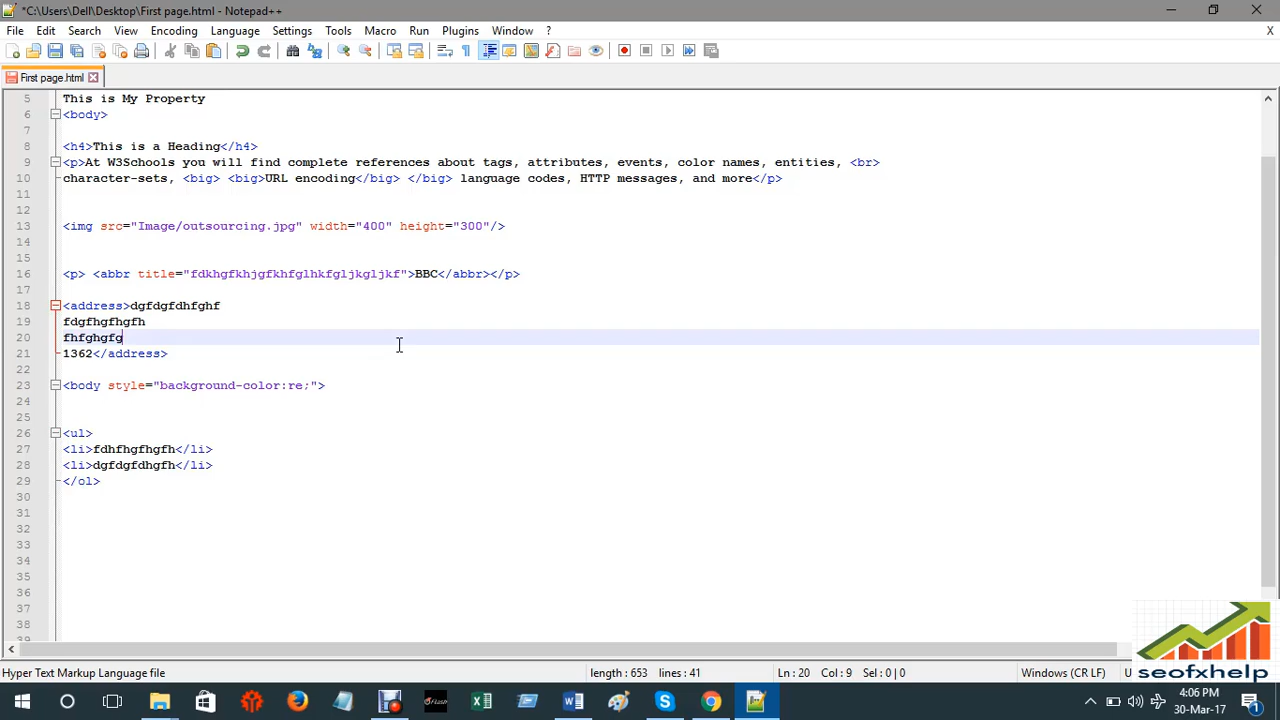 *C:\Users\Dell\Desktop\First page.html - Notepad++
File Edit Search View Encoding Language Settings Tools Macro Run Plugins Window ? X
First page.html
5 This is My Property
6 <body>
7
8 <h4>This is a Heading</h4>
9 <p>At W3Schools you will find complete references about tags, attributes, events, color names, entities, <br>
10 character-sets, <big> <big>URL encoding</big> </big> language codes, HTTP messages, and more</p>
11
12
13 <img src="Image/outsourcing.jpg" width="400" height="300"/>
14
15
16 <p> <abbr title="fdkhgfkhjgfkhfglhkfgljkgljkf">BBC</abbr></p>
17
18 <address>dgfdgfdhfghf
19 fdgfhgfhgfh
20 fhfghgfg
21 1362</address>
22
23 <body style="background-color:re;">
24
25
26 <ul>
27 <li>fdhfhgfhgfh</li>
28 <li>dgfdgfdhgfh</li>
29 </ol>
30
31
32
33
34
35
36
37
38
39
seofxhelp
Hyper Text Markup Language file length : 653 lines : 41 Ln : 20 Col : 9 Sel : 0 | 0 Windows (CR LF) U
4:06 PM
30-Mar-17